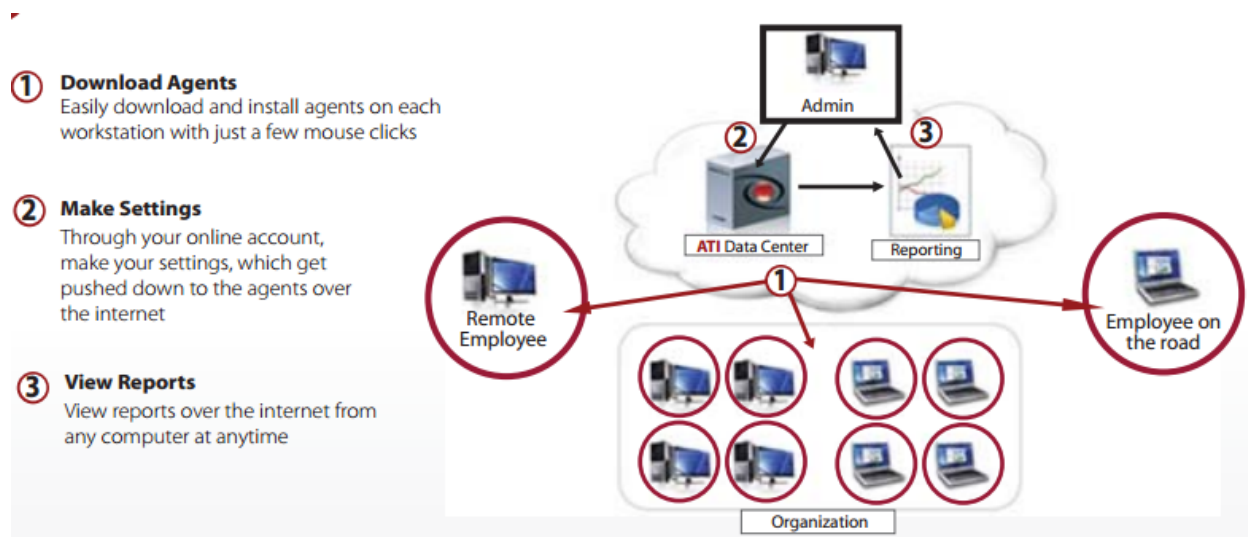 1 Download Agents
Easily download and install agents on each
workstation with just a few mouse clicks
2 Make Settings
Through your online account,
make your settings, which get
pushed down to the agents over
the internet
3 View Reports
View reports over the internet from
any computer at anytime
Admin
2
3
ATI Data Center
Reporting
1
Remote
Employee
Employee on
the road
Organization